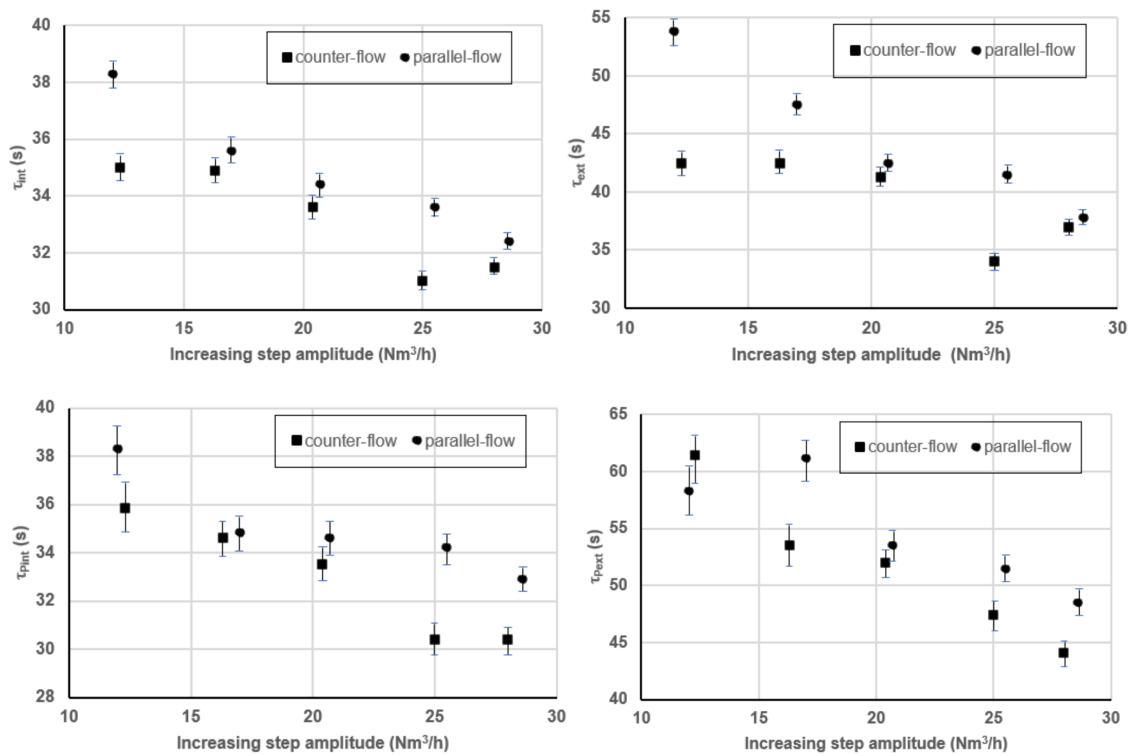 40
38
36
34
32
30
τint (s)
counter-flow parallel-flow
10 15 20 25 30
Increasing step amplitude (Nm³/h)
55
50
45
40
35
30
τext (s)
counter-flow parallel-flow
10 15 20 25 30
Increasing step amplitude (Nm³/h)
40
38
36
34
32
30
28
τPint (s)
counter-flow parallel-flow
10 15 20 25 30
Increasing step amplitude (Nm³/h)
65
60
55
50
45
40
τPext (s)
counter-flow parallel-flow
10 15 20 25 30
Increasing step amplitude (Nm³/h)